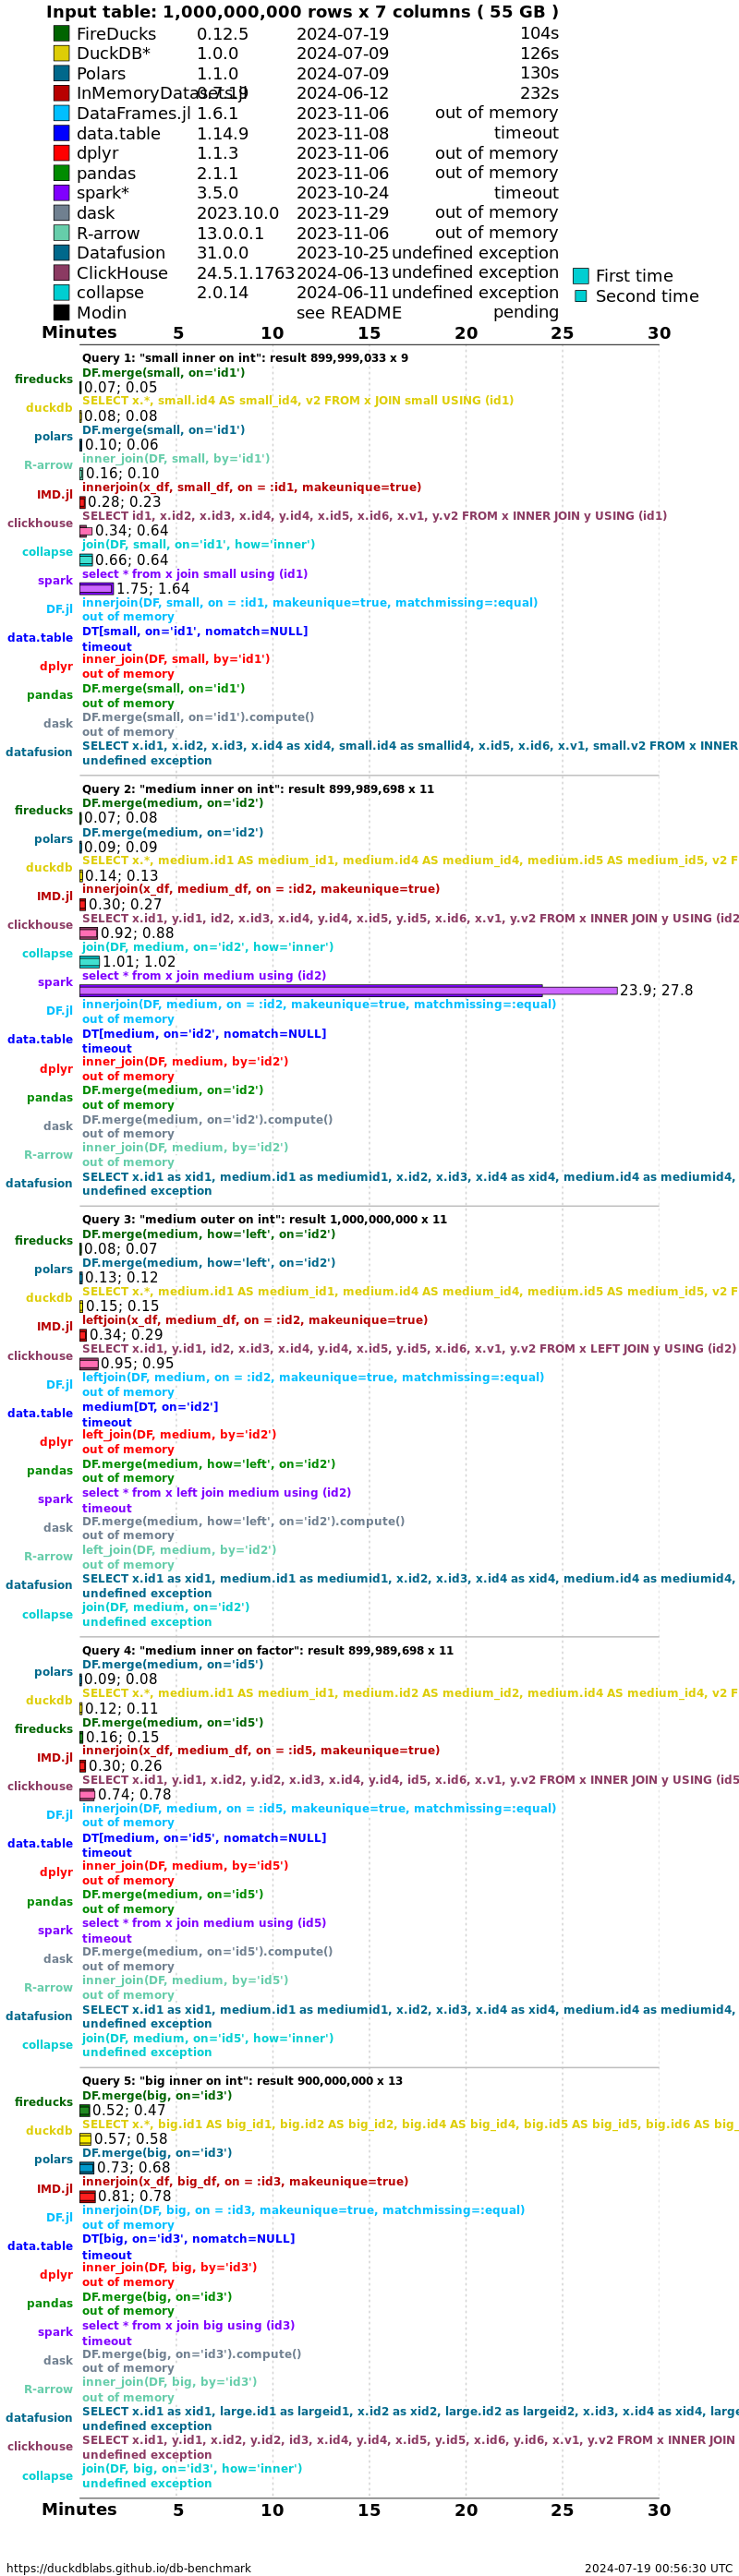 Input table: 1,000,000,000 rows x 7 columns ( 55 GB )
FireDucks 0.12.5 2024-07-19 104s
DuckDB* 1.0.0 2024-07-09 126s
Polars 1.1.0 2024-07-09 130s
InMemoryDatasets.jl 0.7.19 2024-06-12 232s
DataFrames.jl 1.6.1 2023-11-06 out of memory
data.table 1.14.9 2023-11-08 timeout
dplyr 1.1.3 2023-11-06 out of memory
pandas 2.1.1 2023-11-06 out of memory
spark* 3.5.0 2023-10-24 timeout
dask 2023.10.0 2023-11-29 out of memory
R-arrow 13.0.0.1 2023-11-06 out of memory
Datafusion 31.0.0 2023-10-25 undefined exception
ClickHouse 24.5.1.1763 2024-06-13 undefined exception
First time
collapse 2.0.14 2024-06-11 undefined exception
Second time
Modin see README pending
Minutes 5 10 15 20 25 30
Query 1: "small inner on int": result 899,999,033 x 9
fireducks DF.merge(small, on='id1')
0.07; 0.05
duckdb SELECT x.*, small.id4 AS small_id4, v2 FROM x JOIN small USING (id1)
0.08; 0.08
polars DF.merge(small, on='id1')
0.10; 0.06
R-arrow inner_join(DF, small, by='id1')
0.16; 0.10
IMD.jl innerjoin(x_df, small_df, on = :id1, makeunique=true)
0.28; 0.23
clickhouse SELECT id1, x.id2, x.id3, x.id4, y.id4, x.id5, x.id6, x.v1, y.v2 FROM x INNER JOIN y USING (id1)
0.34; 0.64
collapse join(DF, small, on='id1', how='inner')
0.66; 0.64
spark select * from x join small using (id1)
1.75; 1.64
DF.jl innerjoin(DF, small, on = :id1, makeunique=true, matchmissing=:equal)
out of memory
data.table DT[small, on='id1', nomatch=NULL]
timeout
dplyr inner_join(DF, small, by='id1')
out of memory
pandas DF.merge(small, on='id1')
out of memory
dask DF.merge(small, on='id1').compute()
out of memory
datafusion SELECT x.id1, x.id2, x.id3, x.id4 as xid4, small.id4 as smallid4, x.id5, x.id6, x.v1, small.v2 FROM x INNER
undefined exception
Query 2: "medium inner on int": result 899,989,698 x 11
fireducks DF.merge(medium, on='id2')
0.07; 0.08
polars DF.merge(medium, on='id2')
0.09; 0.09
duckdb SELECT x.*, medium.id1 AS medium_id1, medium.id4 AS medium_id4, medium.id5 AS medium_id5, v2 F
0.14; 0.13
IMD.jl innerjoin(x_df, medium_df, on = :id2, makeunique=true)
0.30; 0.27
clickhouse SELECT x.id1, y.id1, id2, x.id3, x.id4, y.id4, x.id5, y.id5, x.id6, x.v1, y.v2 FROM x INNER JOIN y USING (id2
0.92; 0.88
collapse join(DF, medium, on='id2', how='inner')
1.01; 1.02
spark select * from x join medium using (id2)
23.9; 27.8
DF.jl innerjoin(DF, medium, on = :id2, makeunique=true, matchmissing=:equal)
out of memory
data.table DT[medium, on='id2', nomatch=NULL]
timeout
dplyr inner_join(DF, medium, by='id2')
out of memory
pandas DF.merge(medium, on='id2')
out of memory
dask DF.merge(medium, on='id2').compute()
out of memory
R-arrow inner_join(DF, medium, by='id2')
out of memory
datafusion SELECT x.id1 as xid1, medium.id1 as mediumid1, x.id2, x.id3, x.id4 as xid4, medium.id4 as mediumid4,
undefined exception
Query 3: "medium outer on int": result 1,000,000,000 x 11
fireducks DF.merge(medium, how='left', on='id2')
0.08; 0.07
polars DF.merge(medium, how='left', on='id2')
0.13; 0.12
duckdb SELECT x.*, medium.id1 AS medium_id1, medium.id4 AS medium_id4, medium.id5 AS medium_id5, v2 F
0.15; 0.15
IMD.jl leftjoin(x_df, medium_df, on = :id2, makeunique=true)
0.34; 0.29
clickhouse SELECT x.id1, y.id1, id2, x.id3, x.id4, y.id4, x.id5, y.id5, x.id6, x.v1, y.v2 FROM x LEFT JOIN y USING (id2)
0.95; 0.95
DF.jl leftjoin(DF, medium, on = :id2, makeunique=true, matchmissing=:equal)
out of memory
data.table medium[DT, on='id2']
timeout
dplyr left_join(DF, medium, by='id2')
out of memory
pandas DF.merge(medium, how='left', on='id2')
out of memory
spark select * from x left join medium using (id2)
timeout
dask DF.merge(medium, how='left', on='id2').compute()
out of memory
R-arrow left_join(DF, medium, by='id2')
out of memory
datafusion SELECT x.id1 as xid1, medium.id1 as mediumid1, x.id2, x.id3, x.id4 as xid4, medium.id4 as mediumid4,
undefined exception
collapse join(DF, medium, on='id2')
undefined exception
Query 4: "medium inner on factor": result 899,989,698 x 11
polars DF.merge(medium, on='id5')
0.09; 0.08
duckdb SELECT x.*, medium.id1 AS medium_id1, medium.id2 AS medium_id2, medium.id4 AS medium_id4, v2 F
0.12; 0.11
fireducks DF.merge(medium, on='id5')
0.16; 0.15
IMD.jl innerjoin(x_df, medium_df, on = :id5, makeunique=true)
0.30; 0.26
clickhouse SELECT x.id1, y.id1, x.id2, y.id2, x.id3, x.id4, y.id4, id5, x.id6, x.v1, y.v2 FROM x INNER JOIN y USING (id5
0.74; 0.78
DF.jl innerjoin(DF, medium, on = :id5, makeunique=true, matchmissing=:equal)
out of memory
data.table DT[medium, on='id5', nomatch=NULL]
timeout
dplyr inner_join(DF, medium, by='id5')
out of memory
pandas DF.merge(medium, on='id5')
out of memory
spark select * from x join medium using (id5)
timeout
dask DF.merge(medium, on='id5').compute()
out of memory
R-arrow inner_join(DF, medium, by='id5')
out of memory
datafusion SELECT x.id1 as xid1, medium.id1 as mediumid1, x.id2, x.id3, x.id4 as xid4, medium.id4 as mediumid4,
undefined exception
collapse join(DF, medium, on='id5', how='inner')
undefined exception
Query 5: "big inner on int": result 900,000,000 x 13
fireducks DF.merge(big, on='id3')
0.52; 0.47
duckdb SELECT x.*, big.id1 AS big_id1, big.id2 AS big_id2, big.id4 AS big_id4, big.id5 AS big_id5, big.id6 AS big_
0.57; 0.58
polars DF.merge(big, on='id3')
0.73; 0.68
IMD.jl innerjoin(x_df, big_df, on = :id3, makeunique=true)
0.81; 0.78
DF.jl innerjoin(DF, big, on = :id3, makeunique=true, matchmissing=:equal)
out of memory
data.table DT[big, on='id3', nomatch=NULL]
timeout
dplyr inner_join(DF, big, by='id3')
out of memory
pandas DF.merge(big, on='id3')
out of memory
spark select * from x join big using (id3)
timeout
dask DF.merge(big, on='id3').compute()
out of memory
R-arrow inner_join(DF, big, by='id3')
out of memory
datafusion SELECT x.id1 as xid1, large.id1 as largeid1, x.id2 as xid2, large.id2 as largeid2, x.id3, x.id4 as xid4, large
undefined exception
clickhouse SELECT x.id1, y.id1, x.id2, y.id2, id3, x.id4, y.id4, x.id5, y.id5, x.id6, y.id6, x.v1, y.v2 FROM x INNER JOIN
undefined exception
collapse join(DF, big, on='id3', how='inner')
undefined exception
Minutes 5 10 15 20 25 30
https://duckdblabs.github.io/db-benchmark 2024-07-19 00:56:30 UTC